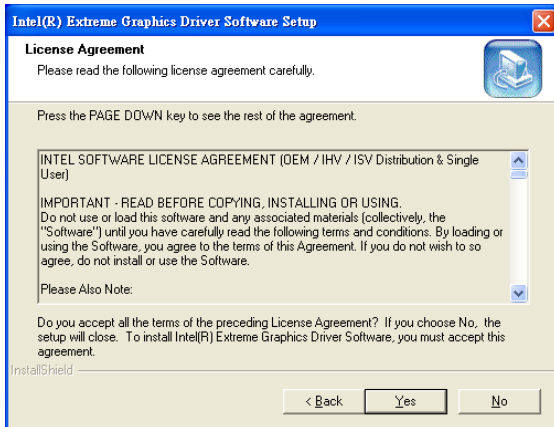 Intel(R) Extreme Graphics Driver Software Setup
License Agreement
Please read the following license agreement carefully.
Press the PAGE DOWN key to see the rest of the agreement.
INTEL SOFTWARE LICENSE AGREEMENT (OEM / IHV / ISV Distribution & Single
User)
IMPORTANT - READ BEFORE COPYING, INSTALLING OR USING.
Do not use or load this software and any associated materials (collectively, the
"Software") until you have carefully read the following terms and conditions. By loading or
using the Software, you agree to the terms of this Agreement. If you do not wish to so
agree, do not install or use the Software.
Please Also Note:
Do you accept all the terms of the preceding License Agreement? If you choose No, the
setup will close. To install Intel(R) Extreme Graphics Driver Software, you must accept this
agreement.
InstallShield
< Back Yes No